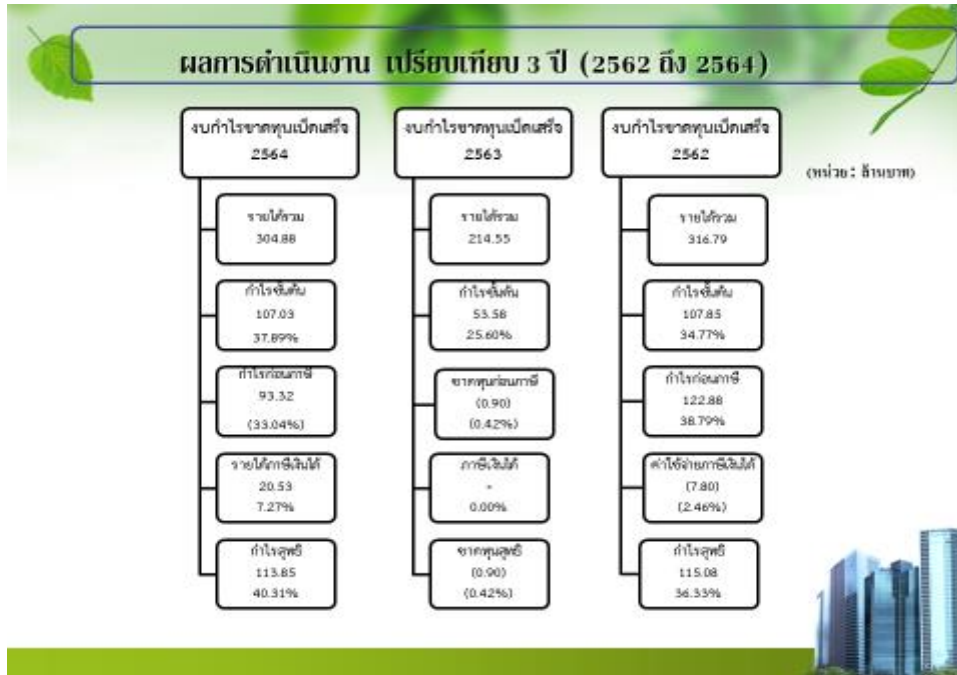 ผลการดำเนินงาน เปรียบเทียบ 3 ปี (2562 ถึง 2564)
(หน่วย: ล้านบาท)
งบกำไรขาดทุนเบ็ดเสร็จ
2564
รายได้รวม
304.88
กำไรขั้นต้น
107.03
37.89%
กำไรก่อนภาษี
93.32
(33.04%)
รายได้ภาษีเงินได้
20.53
7.27%
กำไรสุทธิ
113.85
40.31%
งบกำไรขาดทุนเบ็ดเสร็จ
2563
รายได้รวม
214.55
กำไรขั้นต้น
53.58
25.60%
ขาดทุนก่อนภาษี
(0.90)
(0.42%)
ภาษีเงินได้
-
0.00%
ขาดทุนสุทธิ
(0.90)
(0.42%)
งบกำไรขาดทุนเบ็ดเสร็จ
2562
รายได้รวม
316.79
กำไรขั้นต้น
107.85
34.77%
กำไรก่อนภาษี
122.88
38.79%
ค่าใช้จ่ายภาษีเงินได้
(7.80)
(2.46%)
กำไรสุทธิ
115.08
36.33%